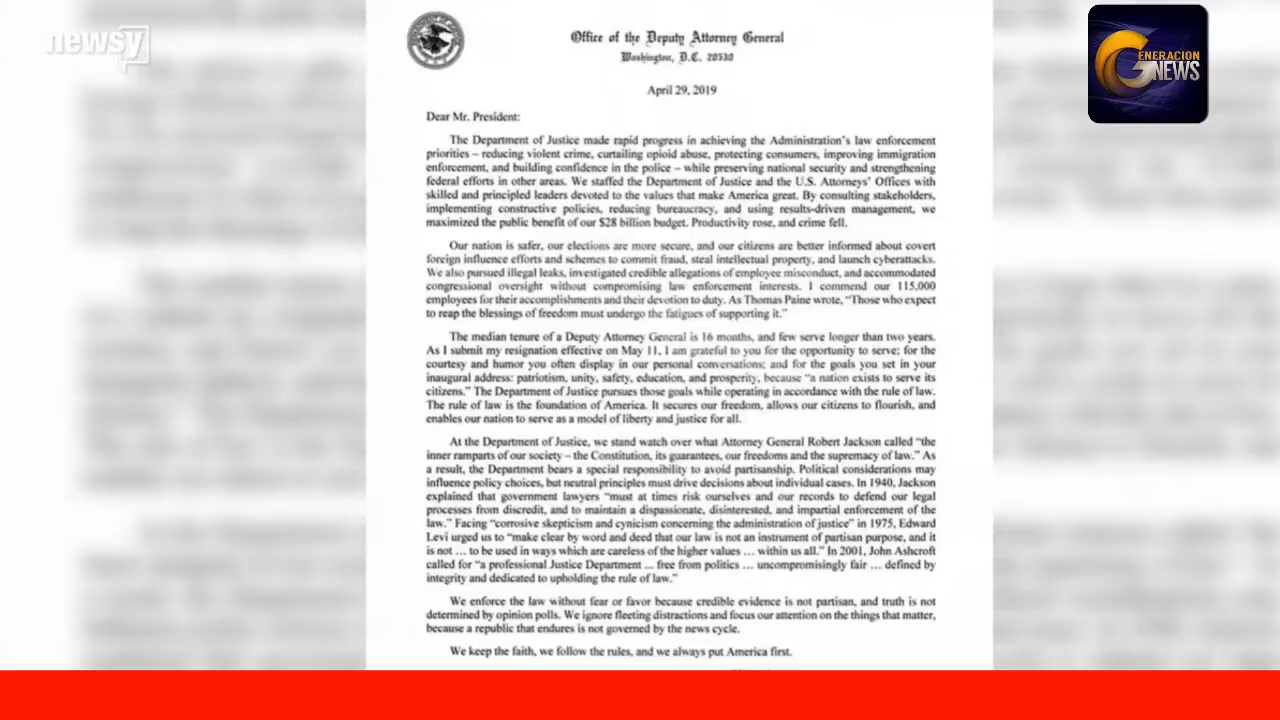 newsy
GENERACION
NEWS
Office of the Deputy Attorney General
Washington, D.C. 20530
April 29, 2019
Dear Mr. President:
The Department of Justice made rapid progress in achieving the Administration's law enforcement
priorities – reducing violent crime, curtailing opioid abuse, protecting consumers, improving immigration
enforcement, and building confidence in the police – while preserving national security and strengthening
federal efforts in other areas. We staffed the Department of Justice and the U.S. Attorneys' Offices with
skilled and principled leaders devoted to the values that make America great. By consulting stakeholders,
implementing constructive policies, reducing bureaucracy, and using results-driven management, we
maximized the public benefit of our $28 billion budget. Productivity rose, and crime fell.
Our nation is safer, our elections are more secure, and our citizens are better informed about covert
foreign influence efforts and schemes to commit fraud, steal intellectual property, and launch cyberattacks.
We also pursued illegal leaks, investigated credible allegations of employee misconduct, and accommodated
congressional oversight without compromising law enforcement interests. I commend our 115,000
employees for their accomplishments and their devotion to duty. As Thomas Paine wrote, "Those who expect
to reap the blessings of freedom must undergo the fatigues of supporting it."
The median tenure of a Deputy Attorney General is 16 months, and few serve longer than two years.
As I submit my resignation effective on May 11, I am grateful to you for the opportunity to serve; for the
courtesy and humor you often display in our personal conversations; and for the goals you set in your
inaugural address: patriotism, unity, safety, education, and prosperity, because "a nation exists to serve its
citizens." The Department of Justice pursues those goals while operating in accordance with the rule of law.
The rule of law is the foundation of America. It secures our freedom, allows our citizens to flourish, and
enables our nation to serve as a model of liberty and justice for all.
At the Department of Justice, we stand watch over what Attorney General Robert Jackson called "the
inner ramparts of our society – the Constitution, its guarantees, our freedoms and the supremacy of law." As
a result, the Department bears a special responsibility to avoid partisanship. Political considerations may
influence policy choices, but neutral principles must drive decisions about individual cases. In 1940, Jackson
explained that government lawyers "must at times risk ourselves and our records to defend our legal
processes from discredit, and to maintain a dispassionate, disinterested, and impartial enforcement of the
law." Facing "corrosive skepticism and cynicism concerning the administration of justice" in 1975, Edward
Levi urged us to "make clear by word and deed that our law is not an instrument of partisan purpose, and it
is not ... to be used in ways which are careless of the higher values ... within us all." In 2001, John Ashcroft
called for "a professional Justice Department ... free from politics ... uncompromisingly fair ... defined by
integrity and dedicated to upholding the rule of law."
We enforce the law without fear or favor because credible evidence is not partisan, and truth is not
determined by opinion polls. We ignore fleeting distractions and focus our attention on the things that matter,
because a republic that endures is not governed by the news cycle.
We keep the faith, we follow the rules, and we always put America first.